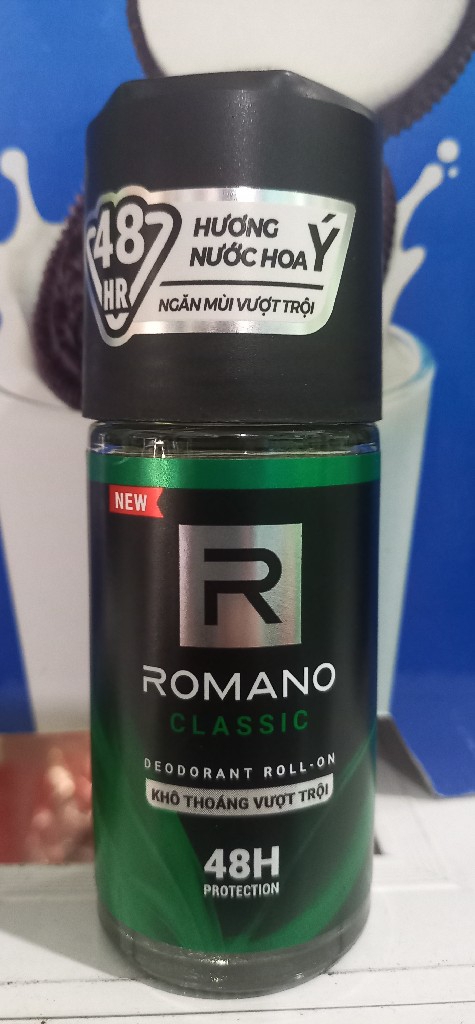 48
HR
HƯƠNG
NƯỚC HOA Ý
NGĂN MÙI VƯỢT TRỘI
NEW
R
ROMANO
CLASSIC
DEODORANT ROLL-ON
KHÔ THOÁNG VƯỢT TRỘI
48H
PROTECTION